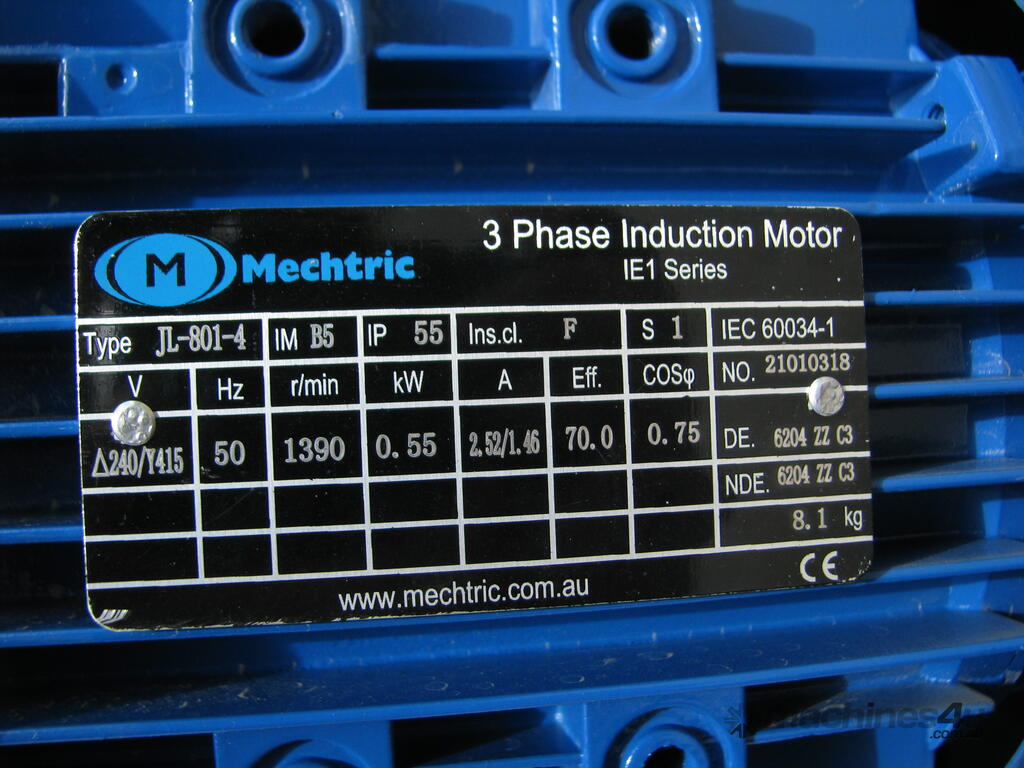 3 Phase Induction Motor
M Mechtric
IE1 Series
Type JL-801-4 IM B5 IP 55 Ins.cl. F S 1 IEC 60034-1
V Hz r/min kW A Eff. COSφ NO. 21010318
Δ240/Y415 50 1390 0.55 2.52/1.46 70.0 0.75 DE. 6204 ZZ C3
NDE. 6204 ZZ C3
8.1 kg
CE
www.mechtric.com.au
Machines4u
.com.au